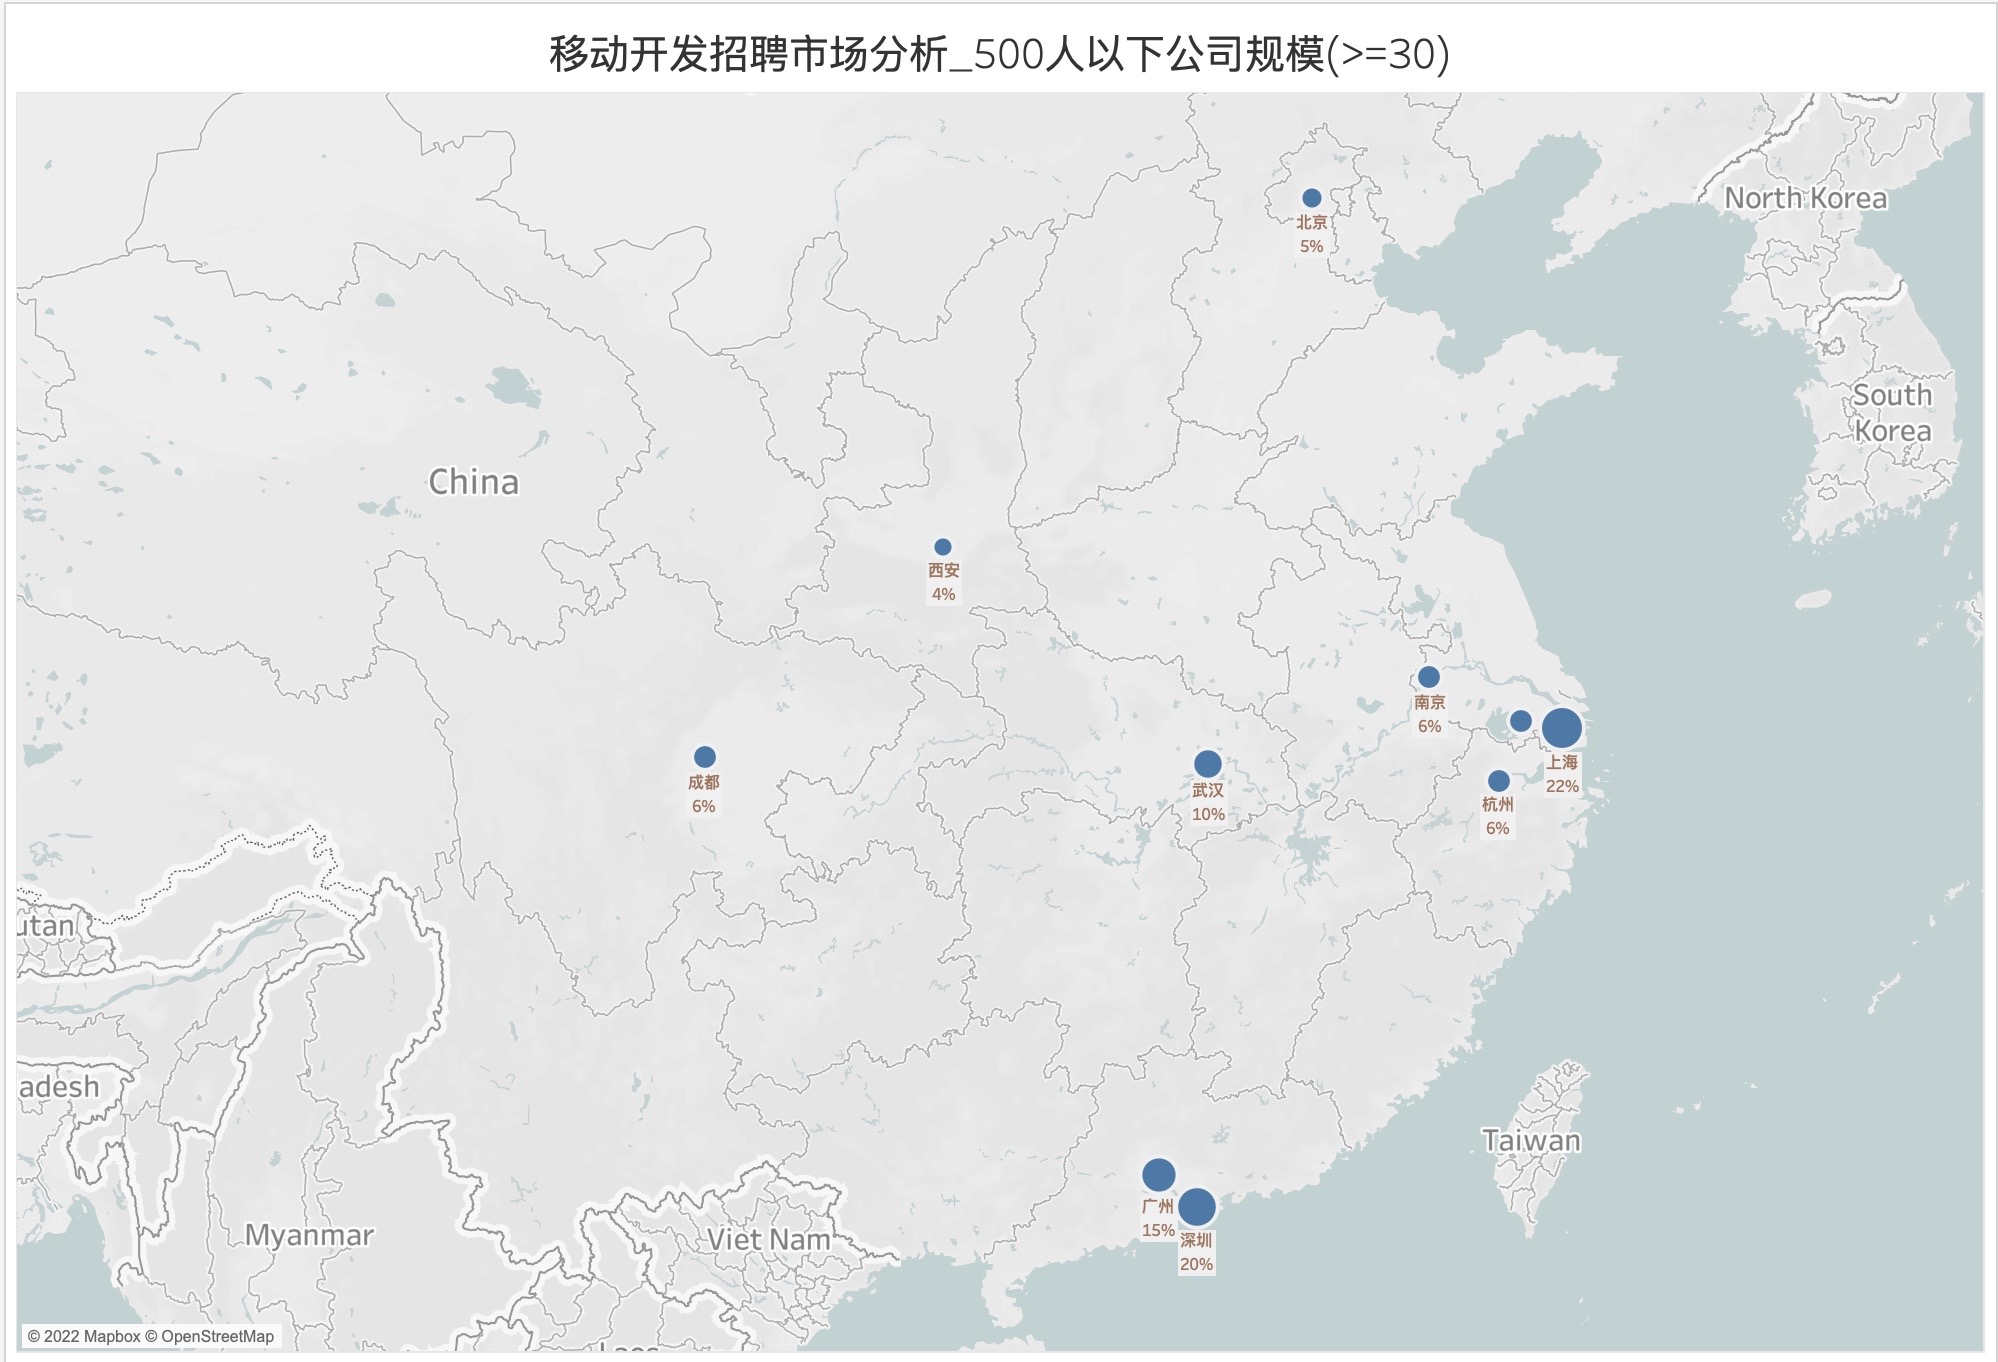 移动开发招聘市场分析_500人以下公司规模(>=30)
North Korea
北京
5%
South
Korea
China
西安
4%
南京
6%
上海
22%
成都
6%
武汉
10%
杭州
6%
utan
adesh
Taiwan
Myanmar
Viet Nam
广州
15%
深圳
20%
© 2022 Mapbox © OpenStreetMap
Laos